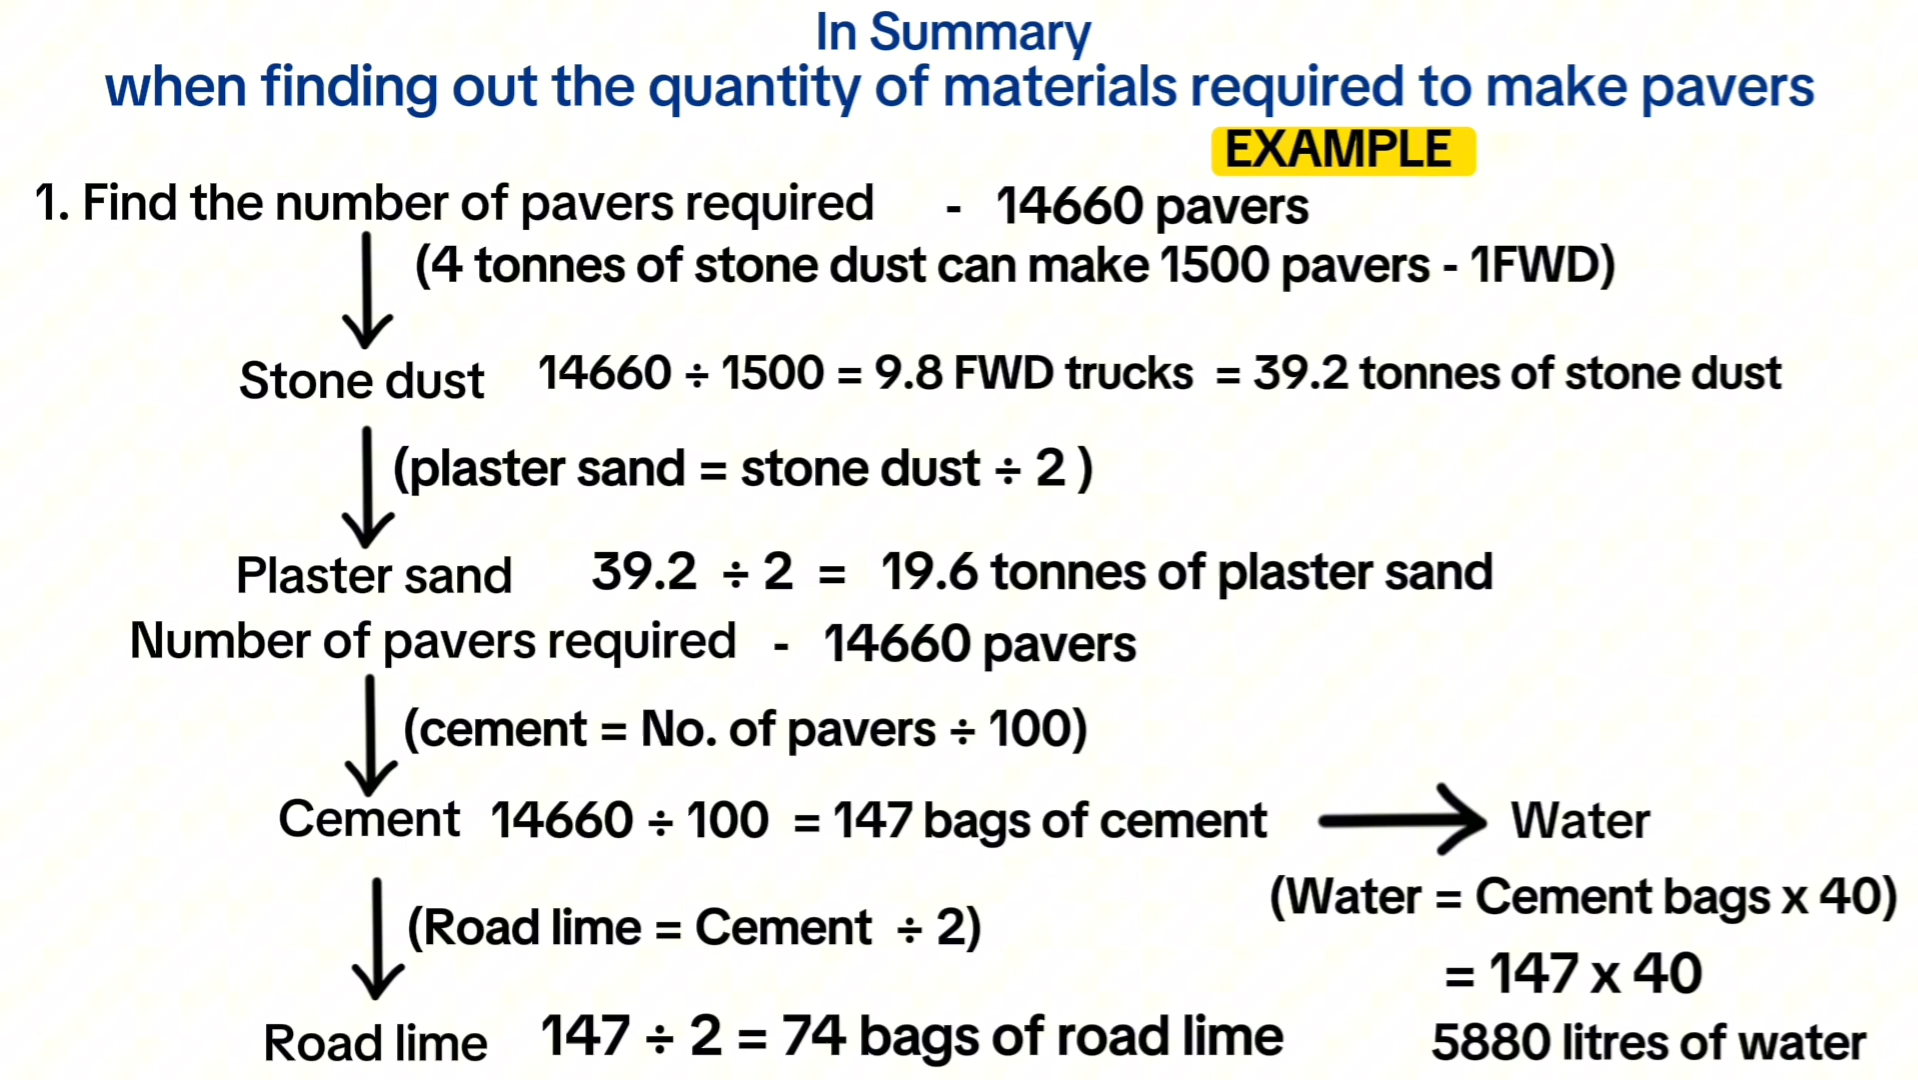 In Summary
when finding out the quantity of materials required to make pavers
EXAMPLE
1. Find the number of pavers required - 14660 pavers
(4 tonnes of stone dust can make 1500 pavers - 1FWD)
Stone dust 14660 ÷ 1500 = 9.8 FWD trucks = 39.2 tonnes of stone dust
(plaster sand = stone dust ÷ 2 )
Plaster sand 39.2 ÷ 2 = 19.6 tonnes of plaster sand
Number of pavers required - 14660 pavers
(cement = No. of pavers ÷ 100)
Cement 14660 ÷ 100 = 147 bags of cement
Water
(Water = Cement bags x 40)
= 147 x 40
5880 litres of water
(Road lime = Cement ÷ 2)
Road lime 147 ÷ 2 = 74 bags of road lime